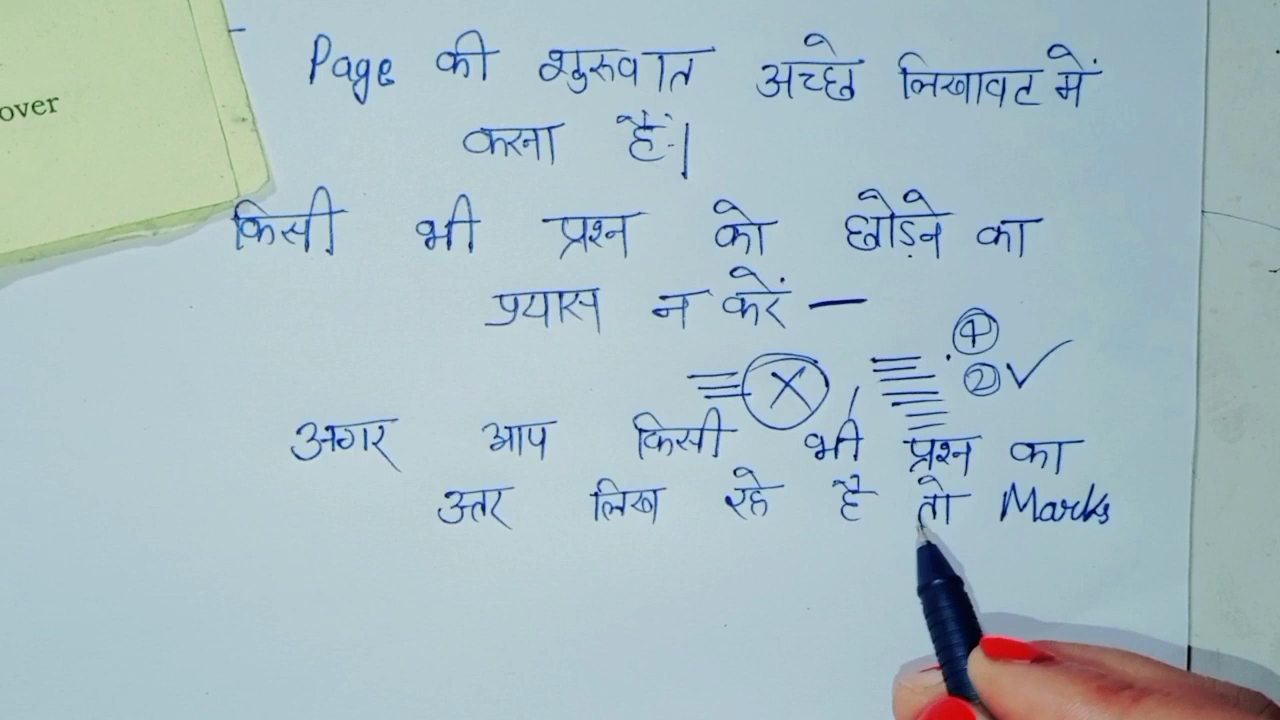 over
Page की शुरुवात अच्छे लिखावट में
करना हैं।
किसी भी प्रश्न को छोड़ने का
प्रयास न करें —
① 
② ✓
अगर आप किसी भी प्रश्न का
उत्तर लिख रहे है तो Marks